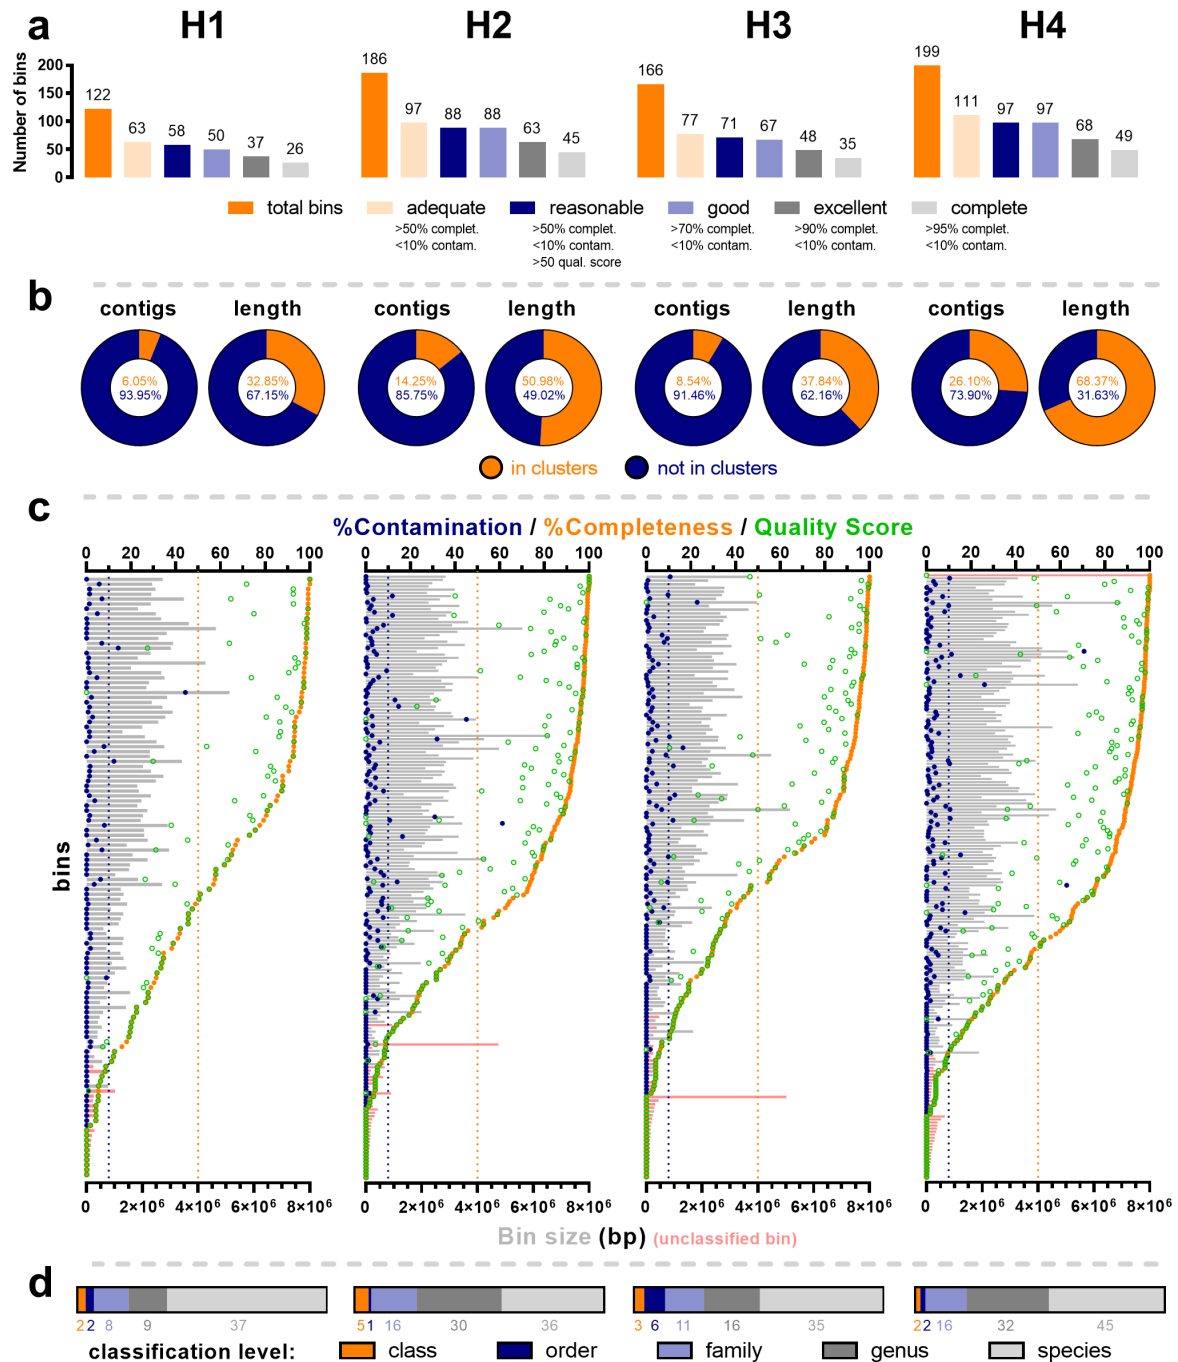 a
H1 H2 H3 H4
Number of bins
200
150
100
50
0
122 63 58 50 37 26
186 97 88 88 63 45
166 77 71 67 48 35
199 111 97 97 68 49
total bins adequate reasonable good excellent complete
>50% complet. >50% complet. >70% complet. >90% complet. >95% complet.
<10% contam. <10% contam. <10% contam. <10% contam. <10% contam.
>50 qual. score
b
contigs length contigs length contigs length contigs length
6.05% 32.85% 14.25% 50.98% 8.54% 37.84% 26.10% 68.37%
93.95% 67.15% 85.75% 49.02% 91.46% 62.16% 73.90% 31.63%
in clusters not in clusters
c
%Contamination / %Completeness / Quality Score
0 20 40 60 80 100 0 20 40 60 80 100 0 20 40 60 80 100 0 20 40 60 80 100
bins
0 2×10⁶ 4×10⁶ 6×10⁶ 8×10⁶ 0 2×10⁶ 4×10⁶ 6×10⁶ 8×10⁶ 0 2×10⁶ 4×10⁶ 6×10⁶ 8×10⁶ 0 2×10⁶ 4×10⁶ 6×10⁶ 8×10⁶
Bin size (bp) (unclassified bin)
d
2 2 8 9 37 5 1 16 30 36 3 6 11 16 35 2 2 16 32 45
classification level: class order family genus species